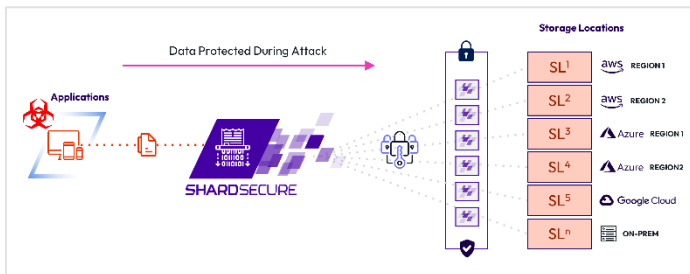 Storage Locations
Data Protected During Attack
Applications
SL1 aws REGION 1
SL2 aws REGION 2
SL3 Azure REGION 1
SL4 Azure REGION2
SHARDSECURE
SL5 Google Cloud
SLn ON-PREM